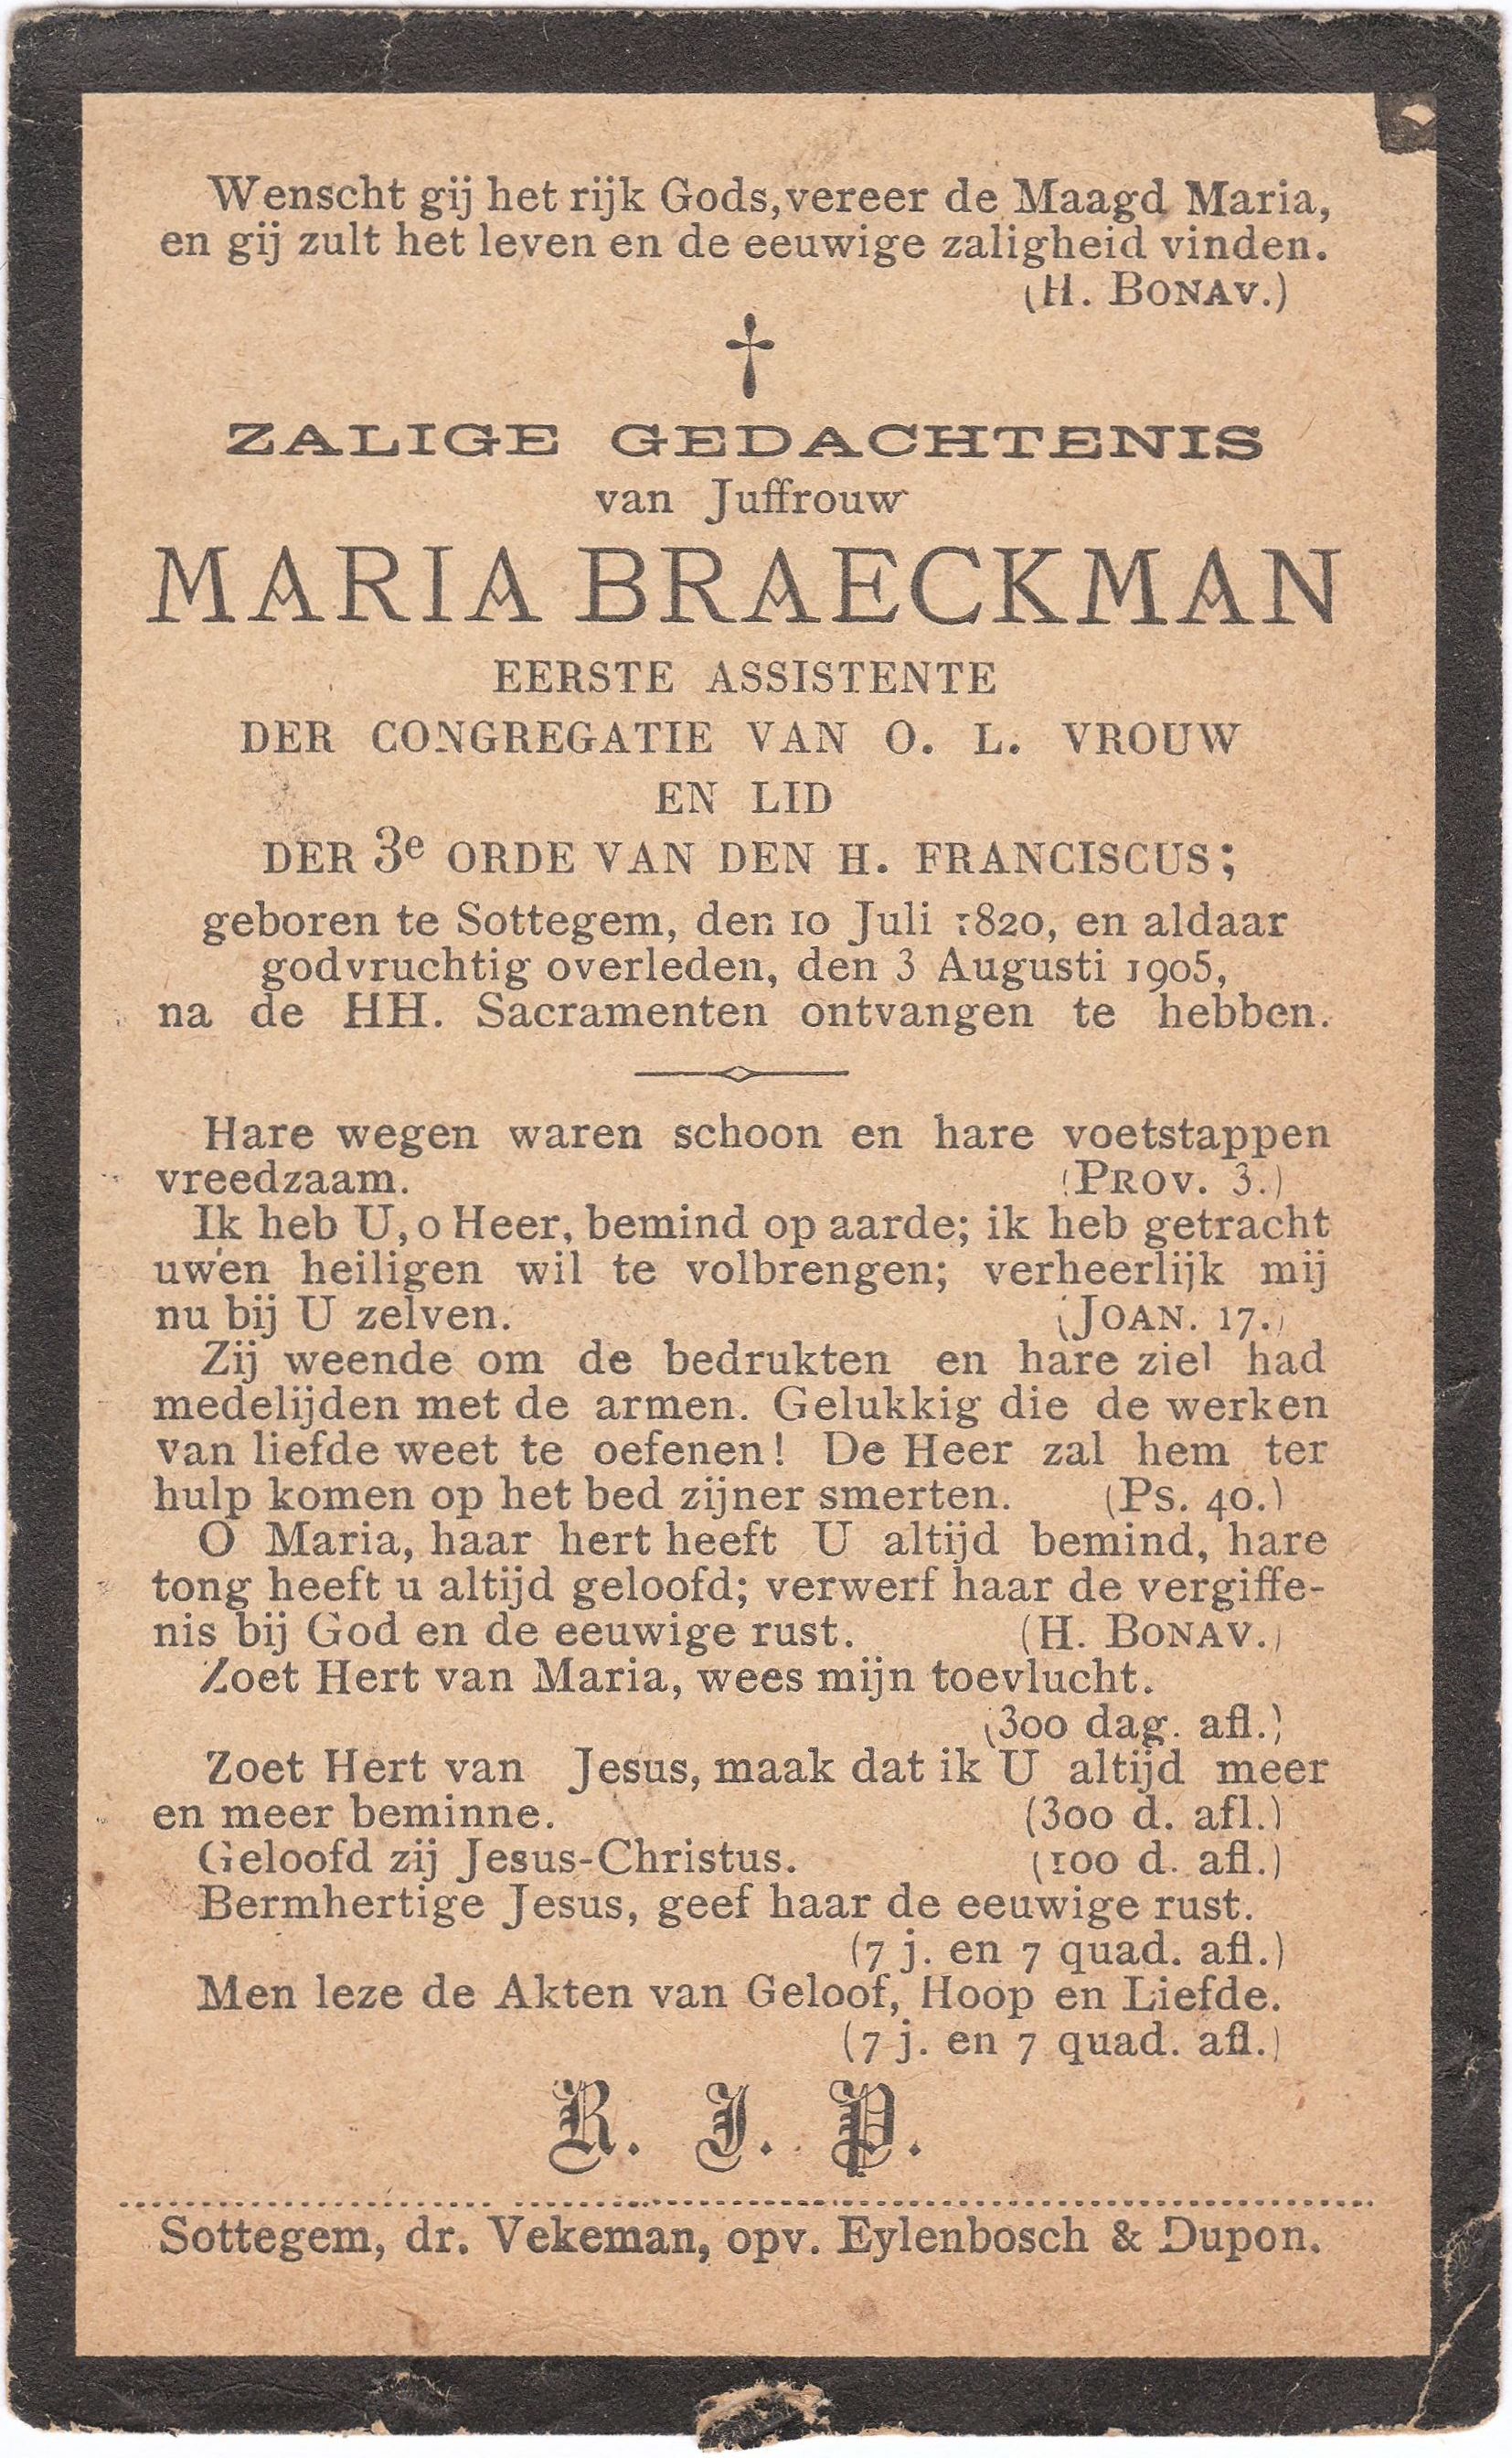 Wenscht gij het rijk Gods, vereer de Maagd Maria,
en gij zult het leven en de eeuwige zaligheid vinden.
(H. BONAV.)
†
ZALIGE GEDACHTENIS
van Juffrouw
MARIA BRAECKMAN
EERSTE ASSISTENTE
DER CONGREGATIE VAN O. L. VROUW
EN LID
DER 3e ORDE VAN DEN H. FRANCISCUS;
geboren te Sottegem, den 10 Juli 1820, en aldaar
godvruchtig overleden, den 3 Augusti 1905,
na de HH. Sacramenten ontvangen te hebben.
Hare wegen waren schoon en hare voetstappen
vreedzaam. (PROV. 3.)
Ik heb U, o Heer, bemind op aarde; ik heb getracht
uwen heiligen wil te volbrengen; verheerlijk mij
nu bij U zelven. (JOAN. 17.)
Zij weende om de bedrukten en hare ziel had
medelijden met de armen. Gelukkig die de werken
van liefde weet te oefenen! De Heer zal hem ter
hulp komen op het bed zijner smerten. (Ps. 40.)
O Maria, haar hert heeft U altijd bemind, hare
tong heeft u altijd geloofd; verwerf haar de vergiffe-
nis bij God en de eeuwige rust. (H. BONAV.)
Zoet Hert van Maria, wees mijn toevlucht.
(300 dag. afl.)
Zoet Hert van Jesus, maak dat ik U altijd meer
en meer beminne. (300 d. afl.)
Geloofd zij Jesus-Christus. (100 d. afl.)
Bermhertige Jesus, geef haar de eeuwige rust.
(7 j. en 7 quad. afl.)
Men leze de Akten van Geloof, Hoop en Liefde.
(7 j. en 7 quad. afl.)
R. I. P.
Sottegem, dr. Vekeman, opv. Eylenbosch & Dupon.